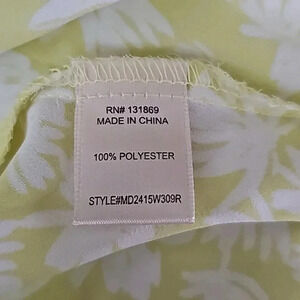 RN# 131869
MADE IN CHINA
100% POLYESTER
STYLE#MD2415W309R